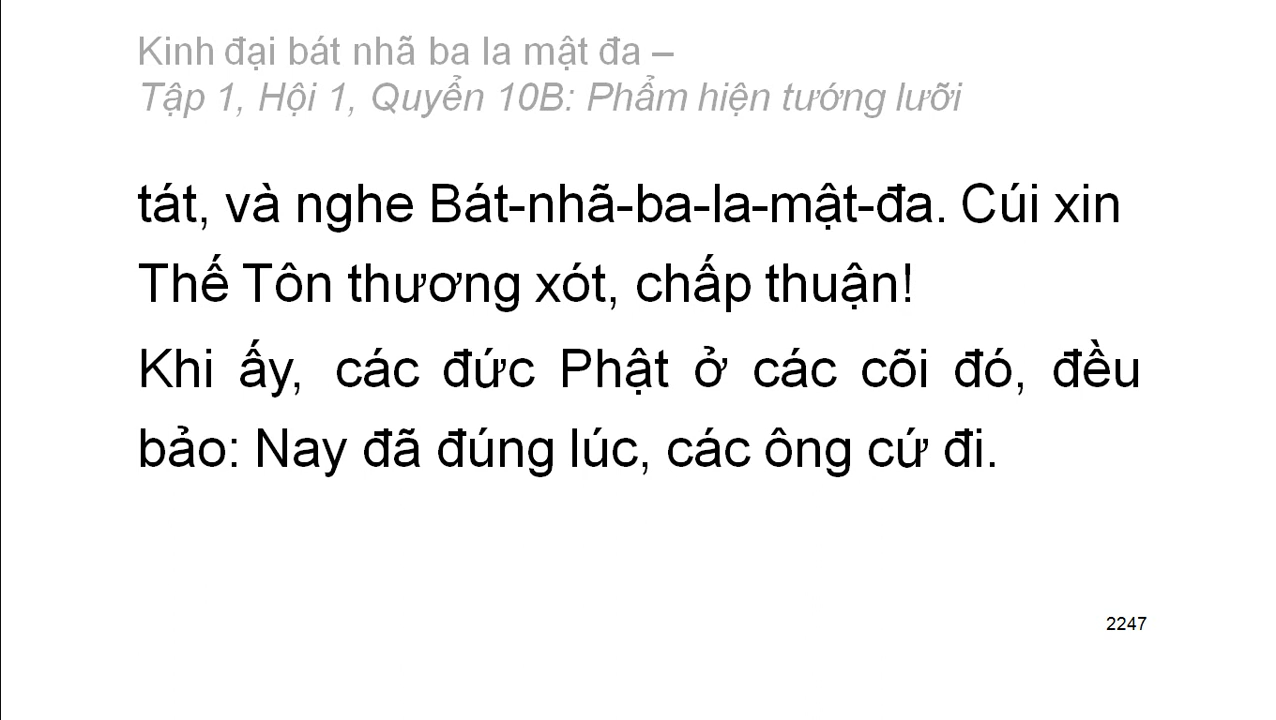 Kinh đại bát nhã ba la mật đa –
Tập 1, Hội 1, Quyển 10B: Phẩm hiện tướng lưỡi
tát, và nghe Bát-nhã-ba-la-mật-đa. Cúi xin
Thế Tôn thương xót, chấp thuận!
Khi ấy, các đức Phật ở các cõi đó, đều
bảo: Nay đã đúng lúc, các ông cứ đi.
2247